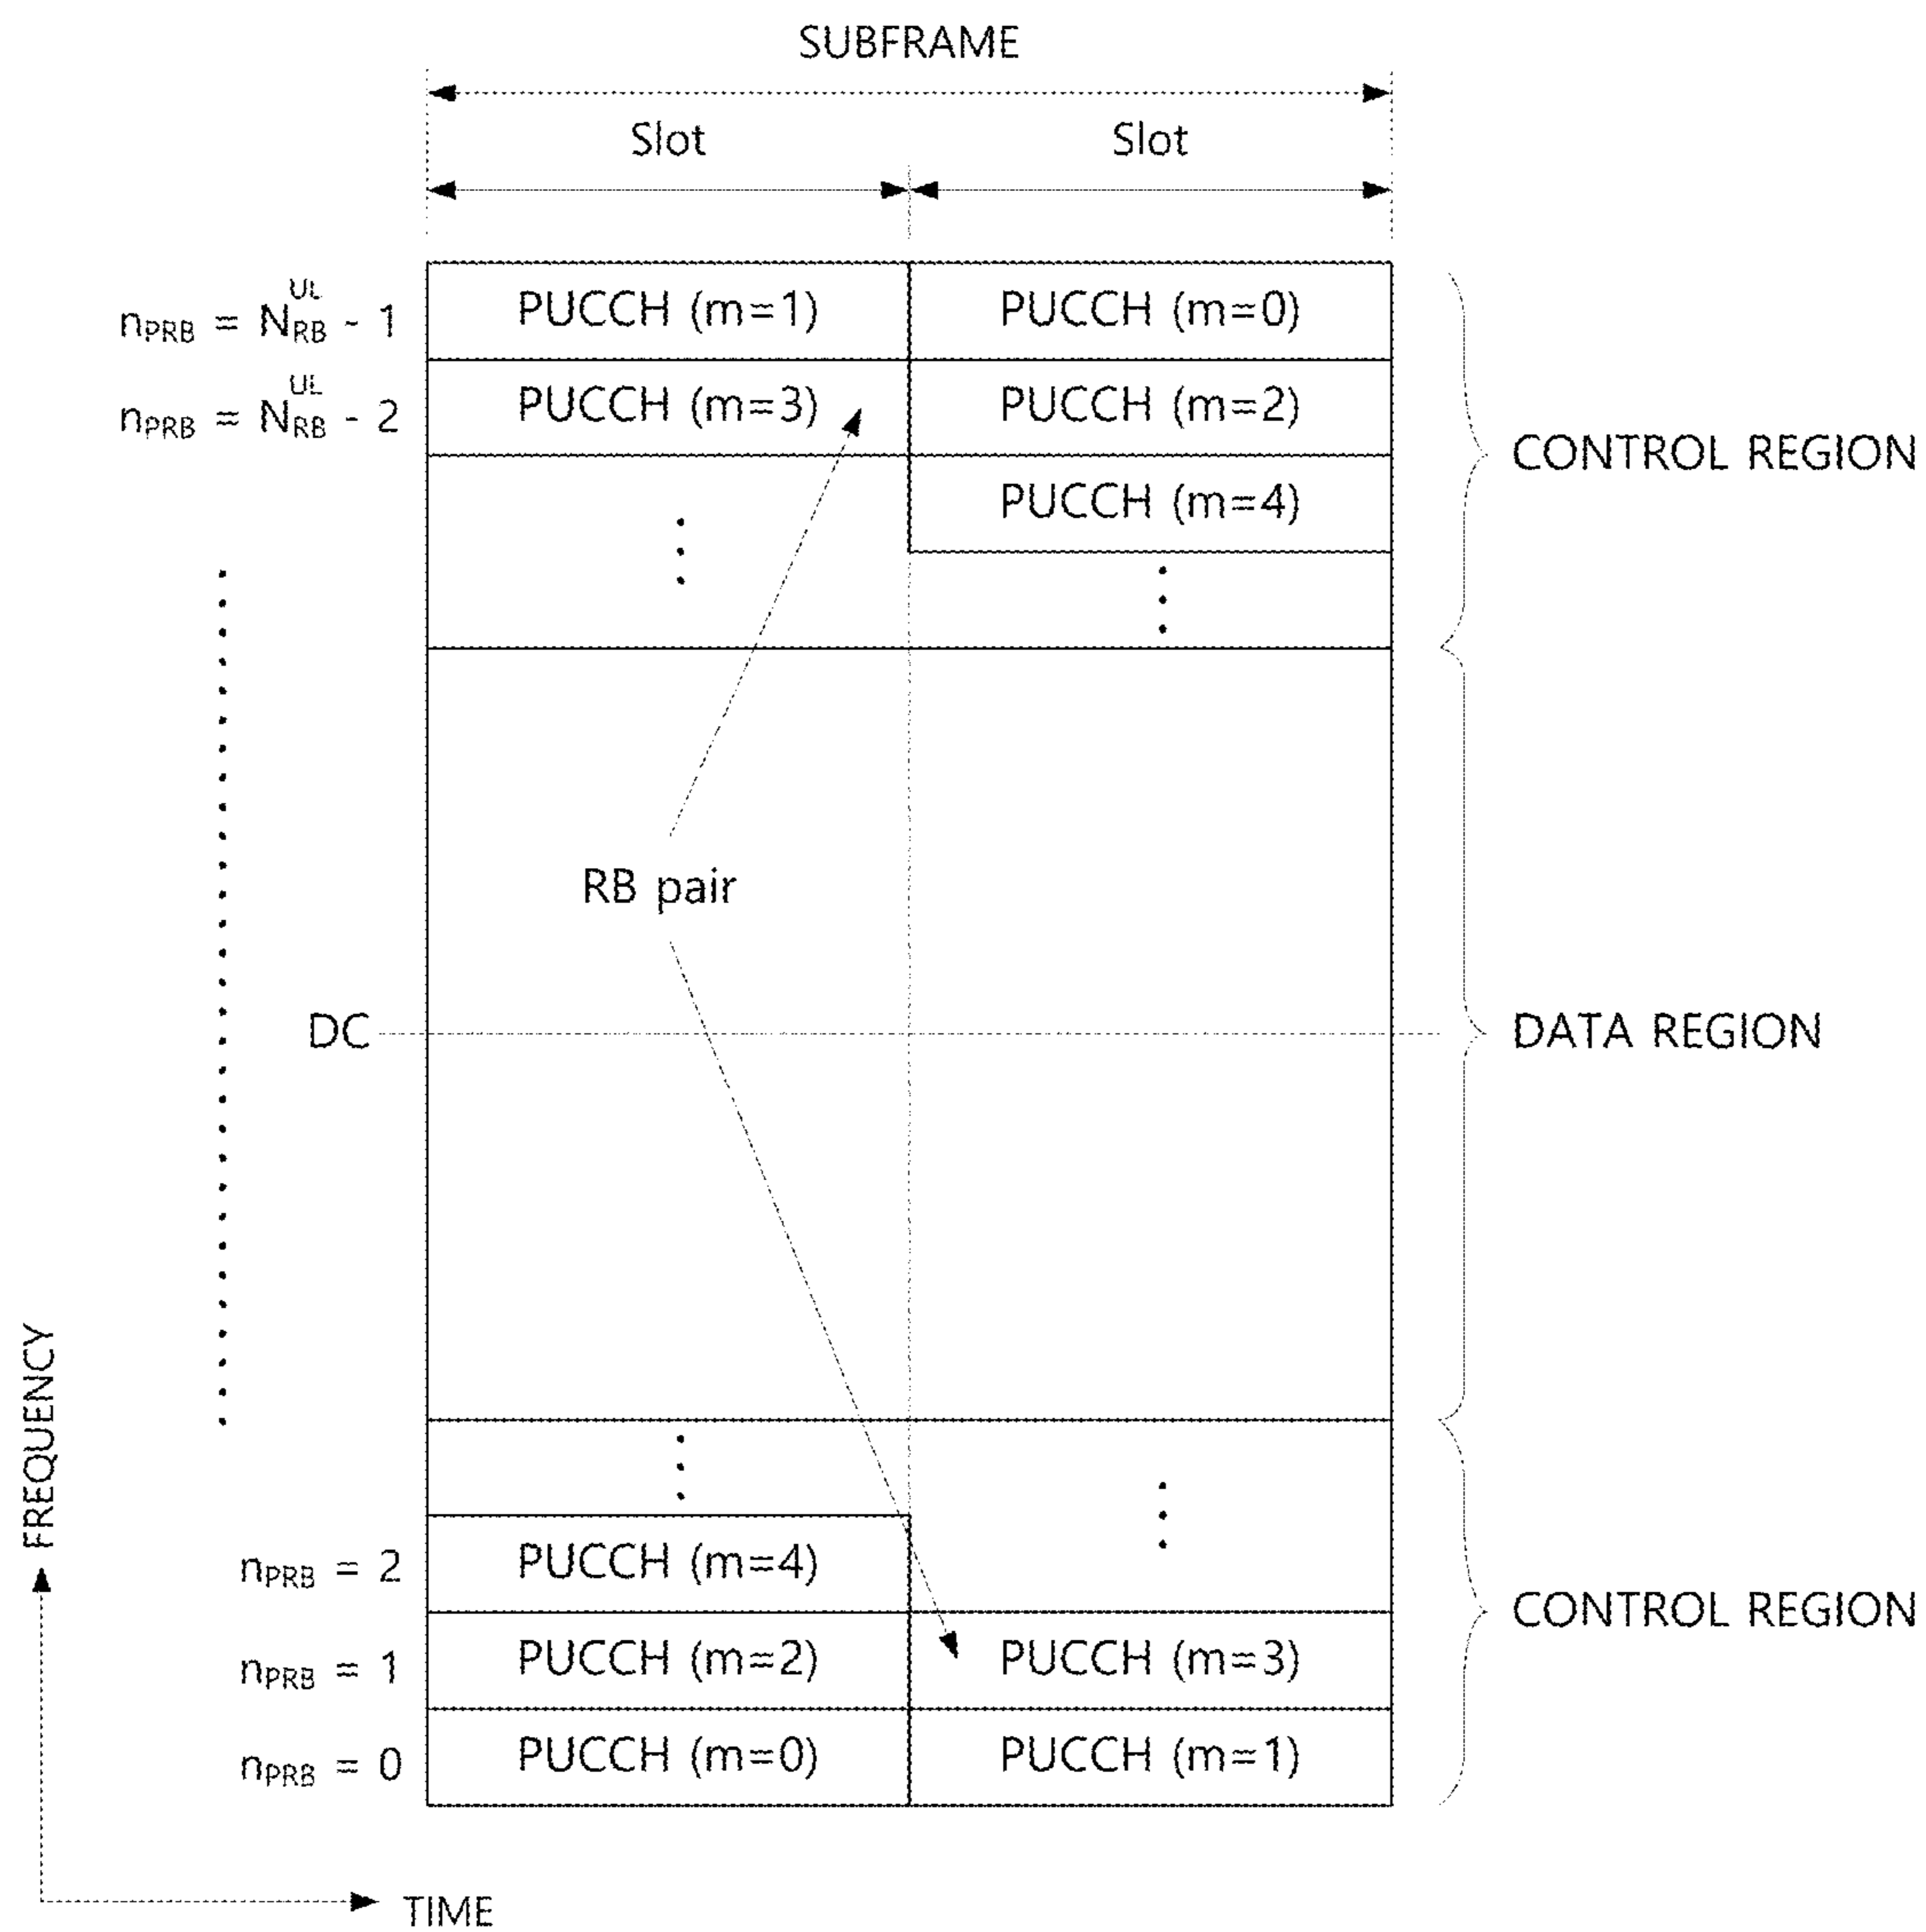 SUBFRAME
Slot Slot
n_PRB = N_RB^UL - 1 PUCCH (m=1) PUCCH (m=0)
n_PRB = N_RB^UL - 2 PUCCH (m=3) PUCCH (m=2)
CONTROL REGION
PUCCH (m=4)
RB pair
DC DATA REGION
FREQUENCY
n_PRB = 2 PUCCH (m=4)
CONTROL REGION
n_PRB = 1 PUCCH (m=2) PUCCH (m=3)
n_PRB = 0 PUCCH (m=0) PUCCH (m=1)
TIME